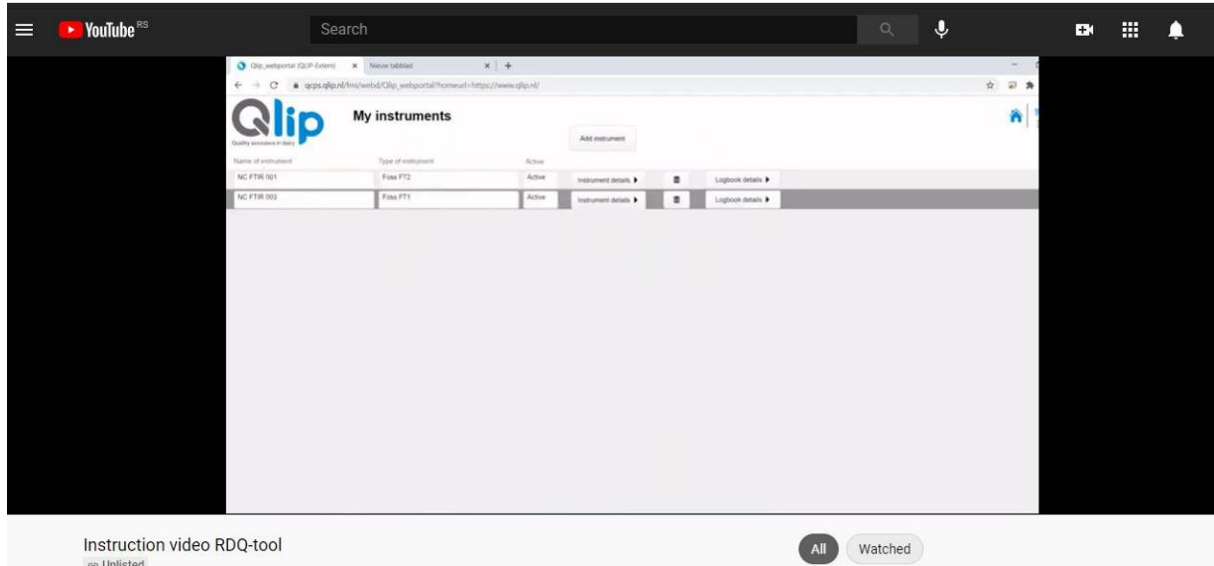 YouTube RS
Search
Qlip_webportal (QLIP-Extern) Nieuw tabblad
qcps.qlip.nl/fmi/webd/Qlip_webportal?homeurl=https://www.qlip.nl/
Qlip
Quality assurance in dairy
My instruments
Add instrument
Name of instrument Type of instrument Active
NC FTIR 001 Foss FT2 Active Instrument details Logbook details
NC FTIR 003 Foss FT1 Active Instrument details Logbook details
Instruction video RDQ-tool
All Watched
Unlisted